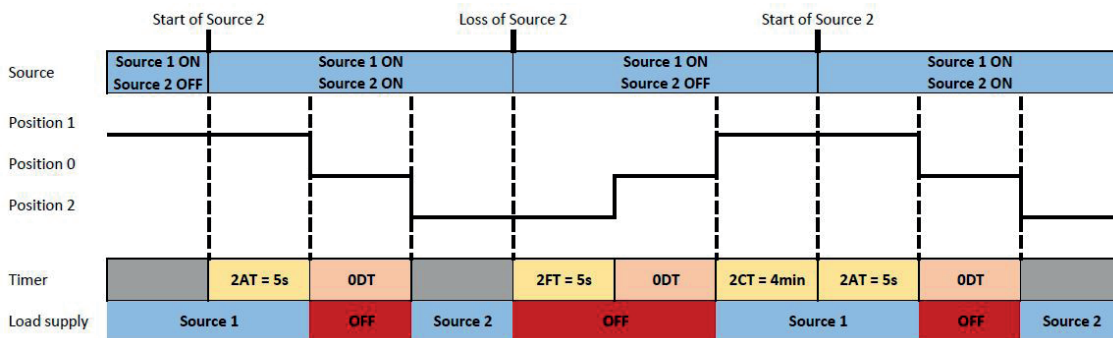 Start of Source 2 Loss of Source 2 Start of Source 2
Source
Source 1 ON Source 1 ON Source 1 ON Source 1 ON
Source 2 OFF Source 2 ON Source 2 OFF Source 2 ON
Position 1
Position 0
Position 2
Timer 2AT = 5s 0DT 2FT = 5s 0DT 2CT = 4min 2AT = 5s 0DT
Load supply Source 1 OFF Source 2 OFF Source 1 OFF Source 2